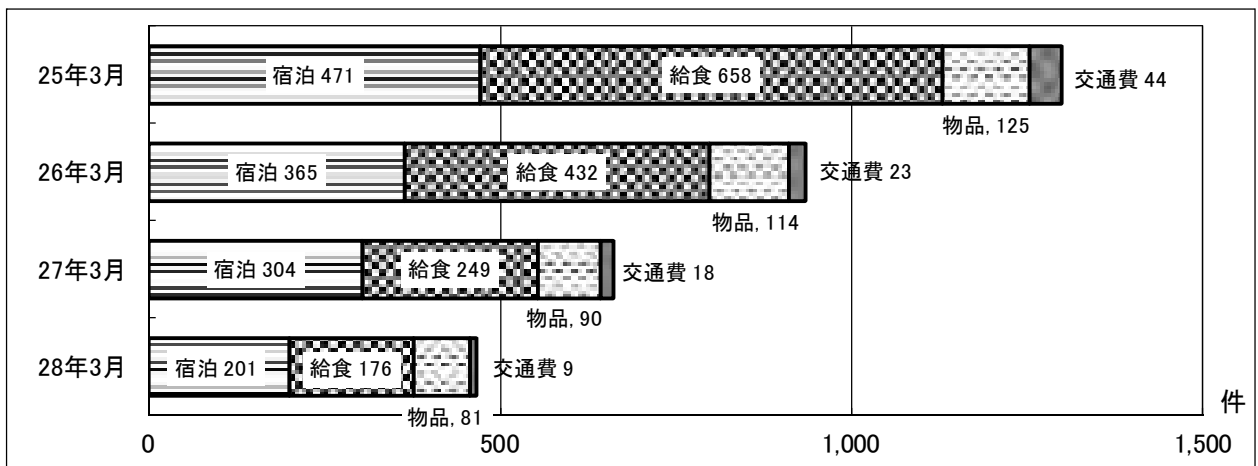 25年3月 宿泊 471 給食 658 交通費 44
物品, 125
26年3月 宿泊 365 給食 432 交通費 23
物品, 114
27年3月 宿泊 304 給食 249 交通費 18
物品, 90
28年3月 宿泊 201 給食 176 交通費 9
物品, 81
件
0 500 1,000 1,500